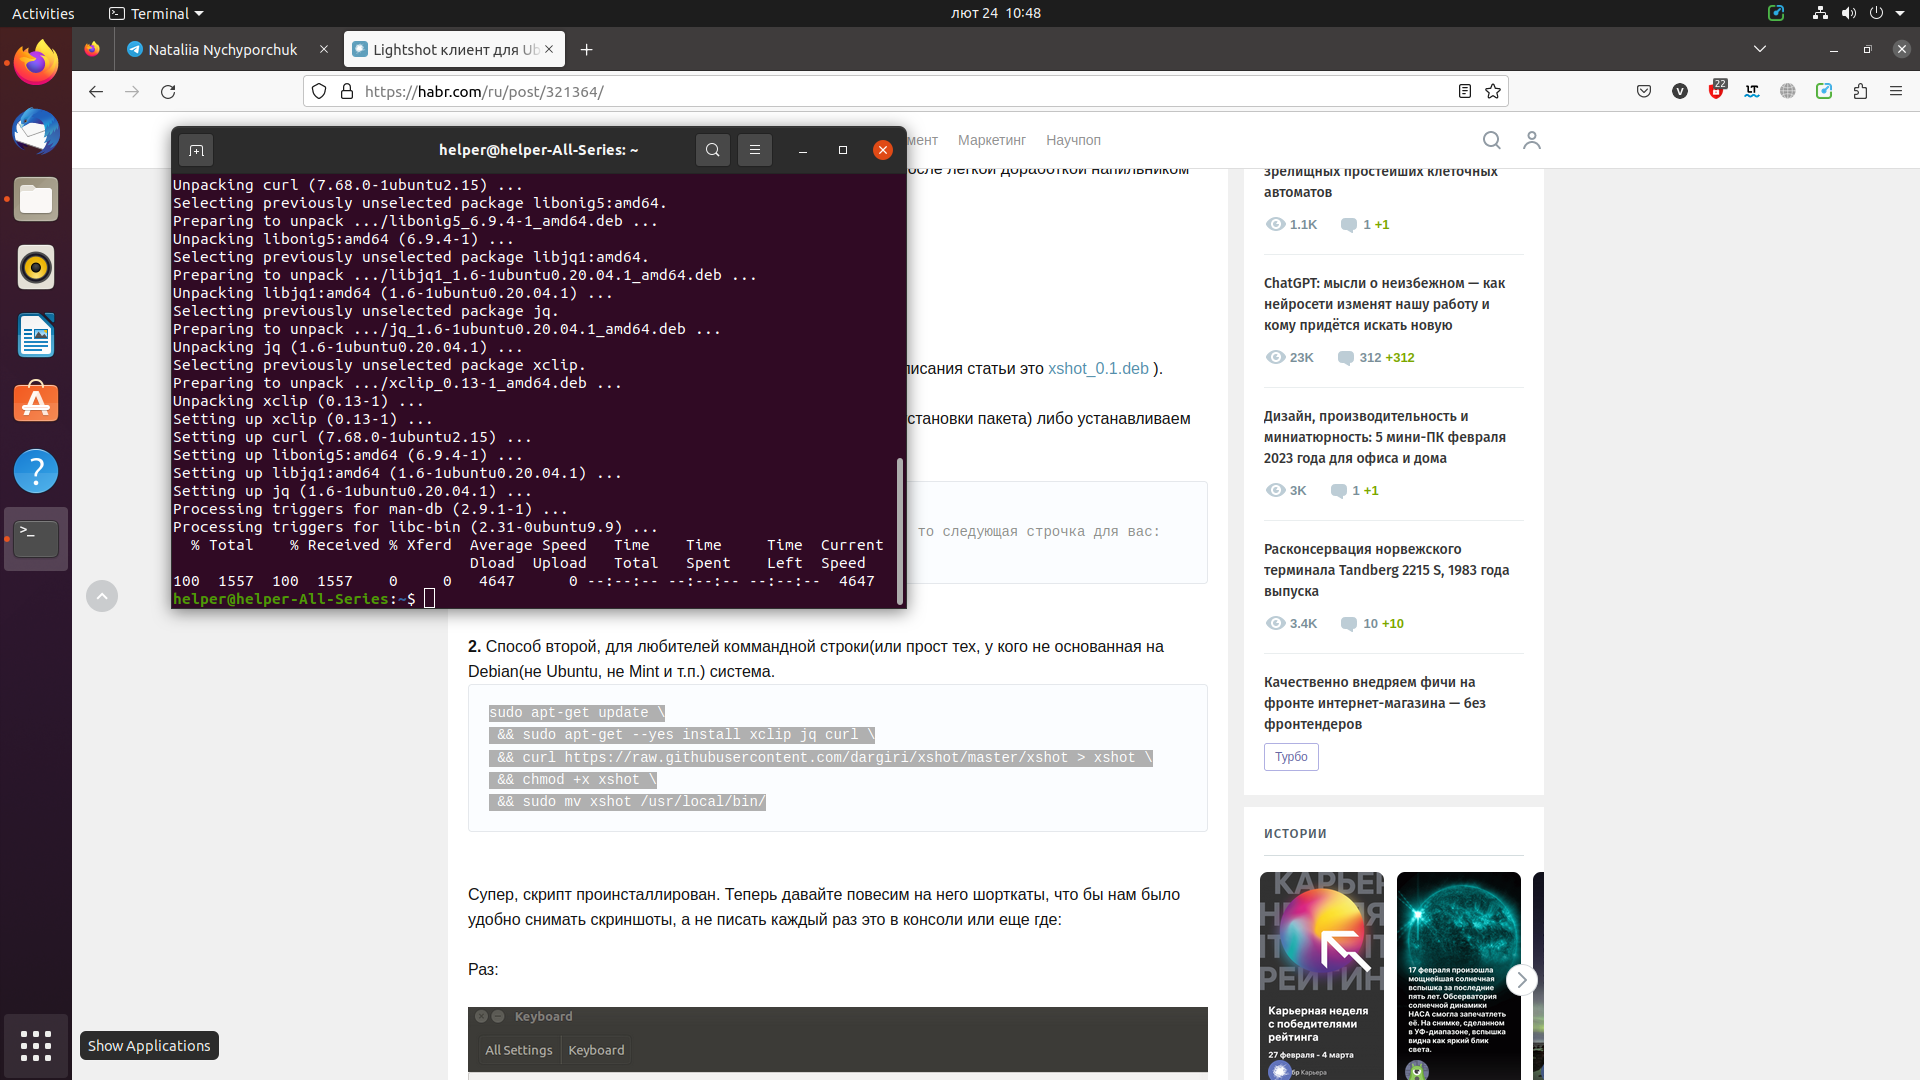 Activities
Terminal
лют 24 10:48
Nataliia Nychyporchuk
Lightshot клиент для Ub
https://habr.com/ru/post/321364/
22
мент Маркетинг Научпоп
helper@helper-All-Series: ~
Unpacking curl (7.68.0-1ubuntu2.15) ...
Selecting previously unselected package libonig5:amd64.
Preparing to unpack .../libonig5_6.9.4-1_amd64.deb ...
Unpacking libonig5:amd64 (6.9.4-1) ...
Selecting previously unselected package libjq1:amd64.
Preparing to unpack .../libjq1_1.6-1ubuntu0.20.04.1_amd64.deb ...
Unpacking libjq1:amd64 (1.6-1ubuntu0.20.04.1) ...
Selecting previously unselected package jq.
Preparing to unpack .../jq_1.6-1ubuntu0.20.04.1_amd64.deb ...
Unpacking jq (1.6-1ubuntu0.20.04.1) ...
Selecting previously unselected package xclip.
Preparing to unpack .../xclip_0.13-1_amd64.deb ...
Unpacking xclip (0.13-1) ...
Setting up xclip (0.13-1) ...
Setting up curl (7.68.0-1ubuntu2.15) ...
Setting up libonig5:amd64 (6.9.4-1) ...
Setting up libjq1:amd64 (1.6-1ubuntu0.20.04.1) ...
Setting up jq (1.6-1ubuntu0.20.04.1) ...
Processing triggers for man-db (2.9.1-1) ...
Processing triggers for libc-bin (2.31-0ubuntu9.9) ...
% Total % Received % Xferd Average Speed Time Time Time Current
Dload Upload Total Spent Left Speed
100 1557 100 1557 0 0 4647 0 --:--:-- --:--:-- --:--:-- 4647
helper@helper-All-Series:~$
осле легкой доработкой напильником
писания статьи это xshot_0.1.deb ).
становки пакета) либо устанавливаем
то следующая строчка для вас:
2. Способ второй, для любителей коммандной строки(или прост тех, у кого не основанная на
Debian(не Ubuntu, не Mint и т.п.) система.
sudo apt-get update \
&& sudo apt-get --yes install xclip jq curl \
&& curl https://raw.githubusercontent.com/dargiri/xshot/master/xshot > xshot \
&& chmod +x xshot \
&& sudo mv xshot /usr/local/bin/
Супер, скрипт проинсталлирован. Теперь давайте повесим на него шорткаты, что бы нам было
удобно снимать скриншоты, а не писать каждый раз это в консоли или еще где:
Раз:
Keyboard
All Settings Keyboard
Show Applications
зрелищных простейших клеточных
автоматов
1.1K 1 +1
ChatGPT: мысли о неизбежном — как
нейросети изменят нашу работу и
кому придётся искать новую
23K 312 +312
Дизайн, производительность и
миниатюрность: 5 мини-ПК февраля
2023 года для офиса и дома
3K 1 +1
Расконсервация норвежского
терминала Tandberg 2215 S, 1983 года
выпуска
3.4K 10 +10
Качественно внедряем фичи на
фронте интернет-магазина — без
фронтендеров
Турбо
ИСТОРИИ
Карьерная неделя
с победителями
рейтинга
27 февраля - 4 марта
бр Карьера
17 февраля произошла
мощнейшая солнечная
вспышка за последние
пять лет. Обсерватория
солнечной динамики
НАСА смогла запечатлеть
её. На снимке, сделанном
в УФ-диапазоне, вспышка
видна как яркий блик
света.